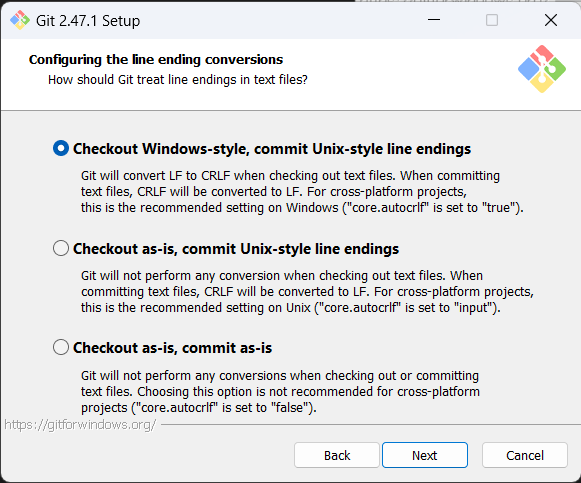 Git 2.47.1 Setup
Configuring the line ending conversions
How should Git treat line endings in text files?
Checkout Windows-style, commit Unix-style line endings
Git will convert LF to CRLF when checking out text files. When committing
text files, CRLF will be converted to LF. For cross-platform projects,
this is the recommended setting on Windows ("core.autocrlf" is set to "true").
Checkout as-is, commit Unix-style line endings
Git will not perform any conversion when checking out text files. When
committing text files, CRLF will be converted to LF. For cross-platform projects,
this is the recommended setting on Unix ("core.autocrlf" is set to "input").
Checkout as-is, commit as-is
Git will not perform any conversions when checking out or committing
text files. Choosing this option is not recommended for cross-platform
projects ("core.autocrlf" is set to "false").
https://gitforwindows.org/
Back Next Cancel